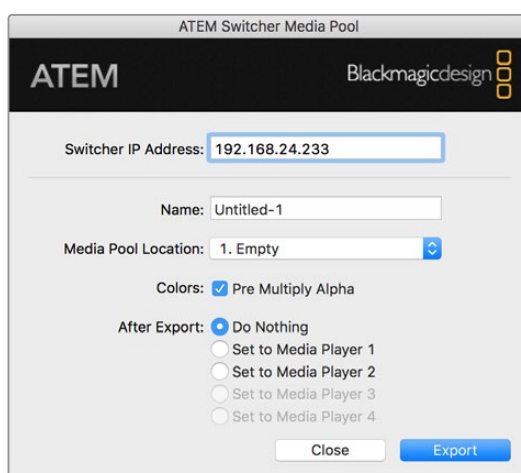 ATEM Switcher Media Pool
ATEM Blackmagicdesign
Switcher IP Address: 192.168.24.233
Name: Untitled-1
Media Pool Location: 1. Empty
Colors: Pre Multiply Alpha
After Export: Do Nothing
Set to Media Player 1
Set to Media Player 2
Set to Media Player 3
Set to Media Player 4
Close Export